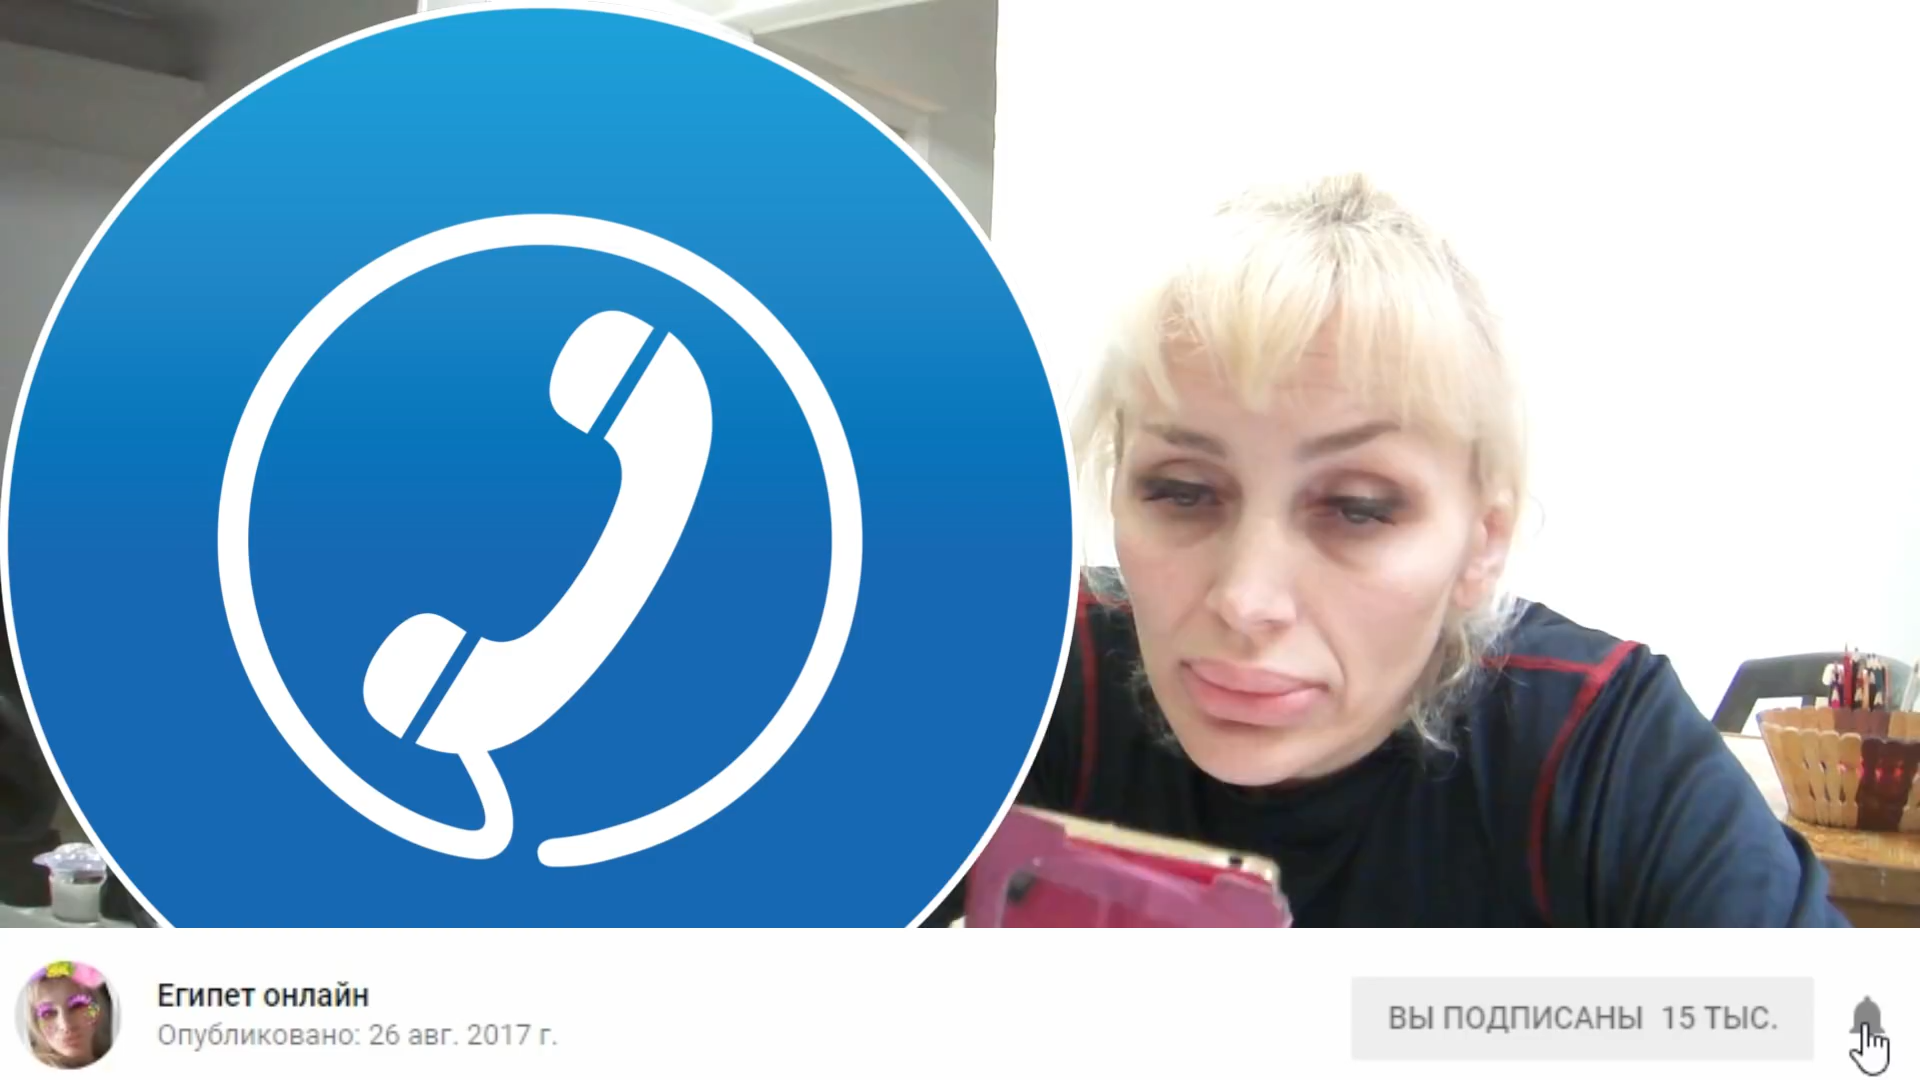 Египет онлайн
Опубликовано: 26 авг. 2017 г.
ВЫ ПОДПИСАНЫ 15 ТЫС.